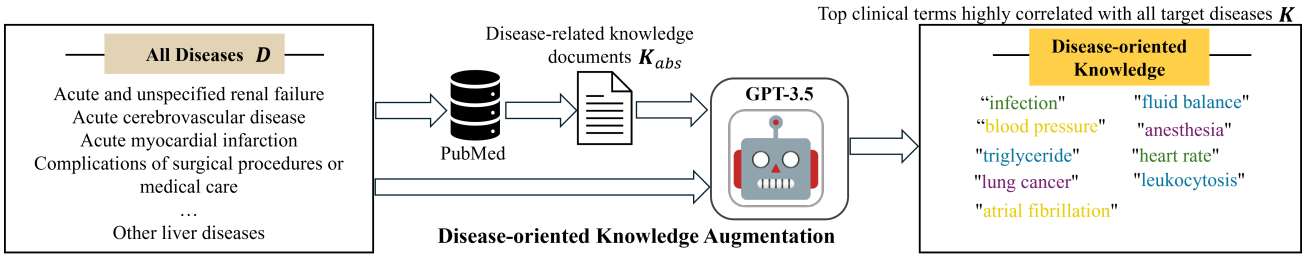 Top clinical terms highly correlated with all target diseases K
All Diseases D
Acute and unspecified renal failure
Acute cerebrovascular disease
Acute myocardial infarction
Complications of surgical procedures or
medical care
...
Other liver diseases
PubMed
Disease-related knowledge
documents K_abs
GPT-3.5
Disease-oriented Knowledge Augmentation
Disease-oriented
Knowledge
“infection"
“blood pressure"
"triglyceride"
"lung cancer"
"atrial fibrillation"
"fluid balance"
"anesthesia"
"heart rate"
"leukocytosis"